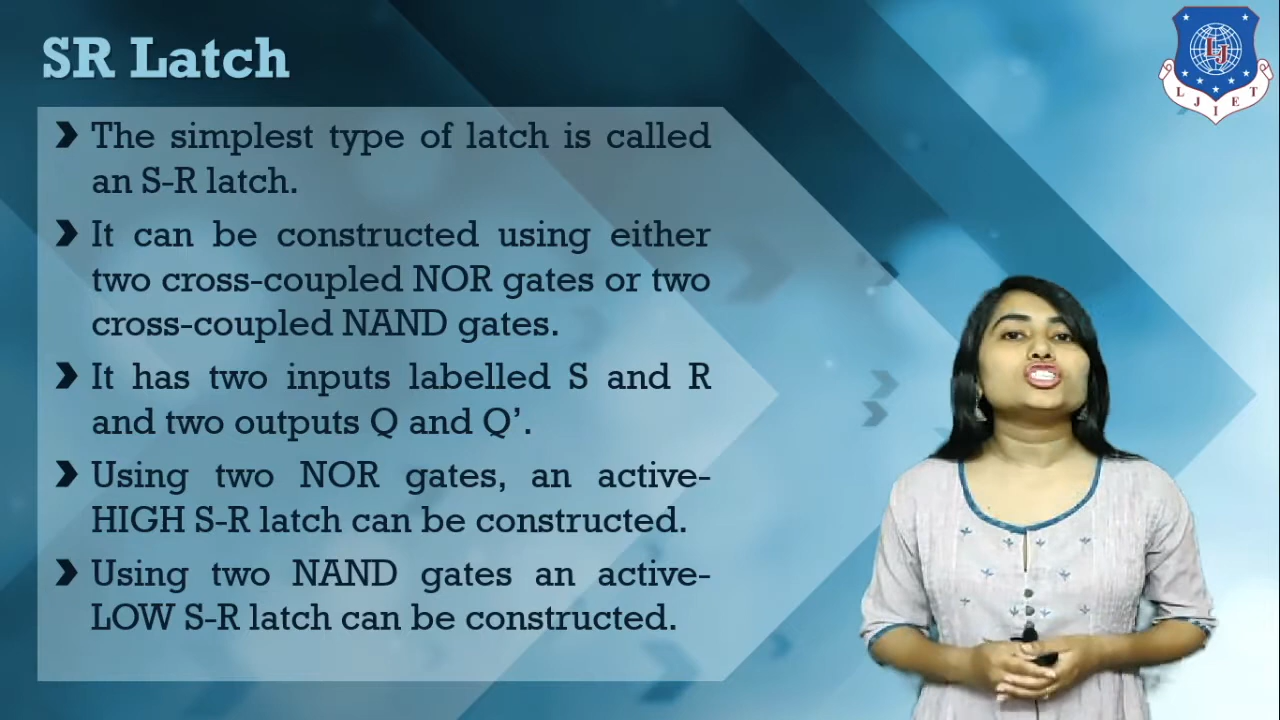 SR Latch
The simplest type of latch is called
an S-R latch.
It can be constructed using either
two cross-coupled NOR gates or two
cross-coupled NAND gates.
It has two inputs labelled S and R
and two outputs Q and Q’.
Using two NOR gates, an active-
HIGH S-R latch can be constructed.
Using two NAND gates an active-
LOW S-R latch can be constructed.
LJ
LJIET